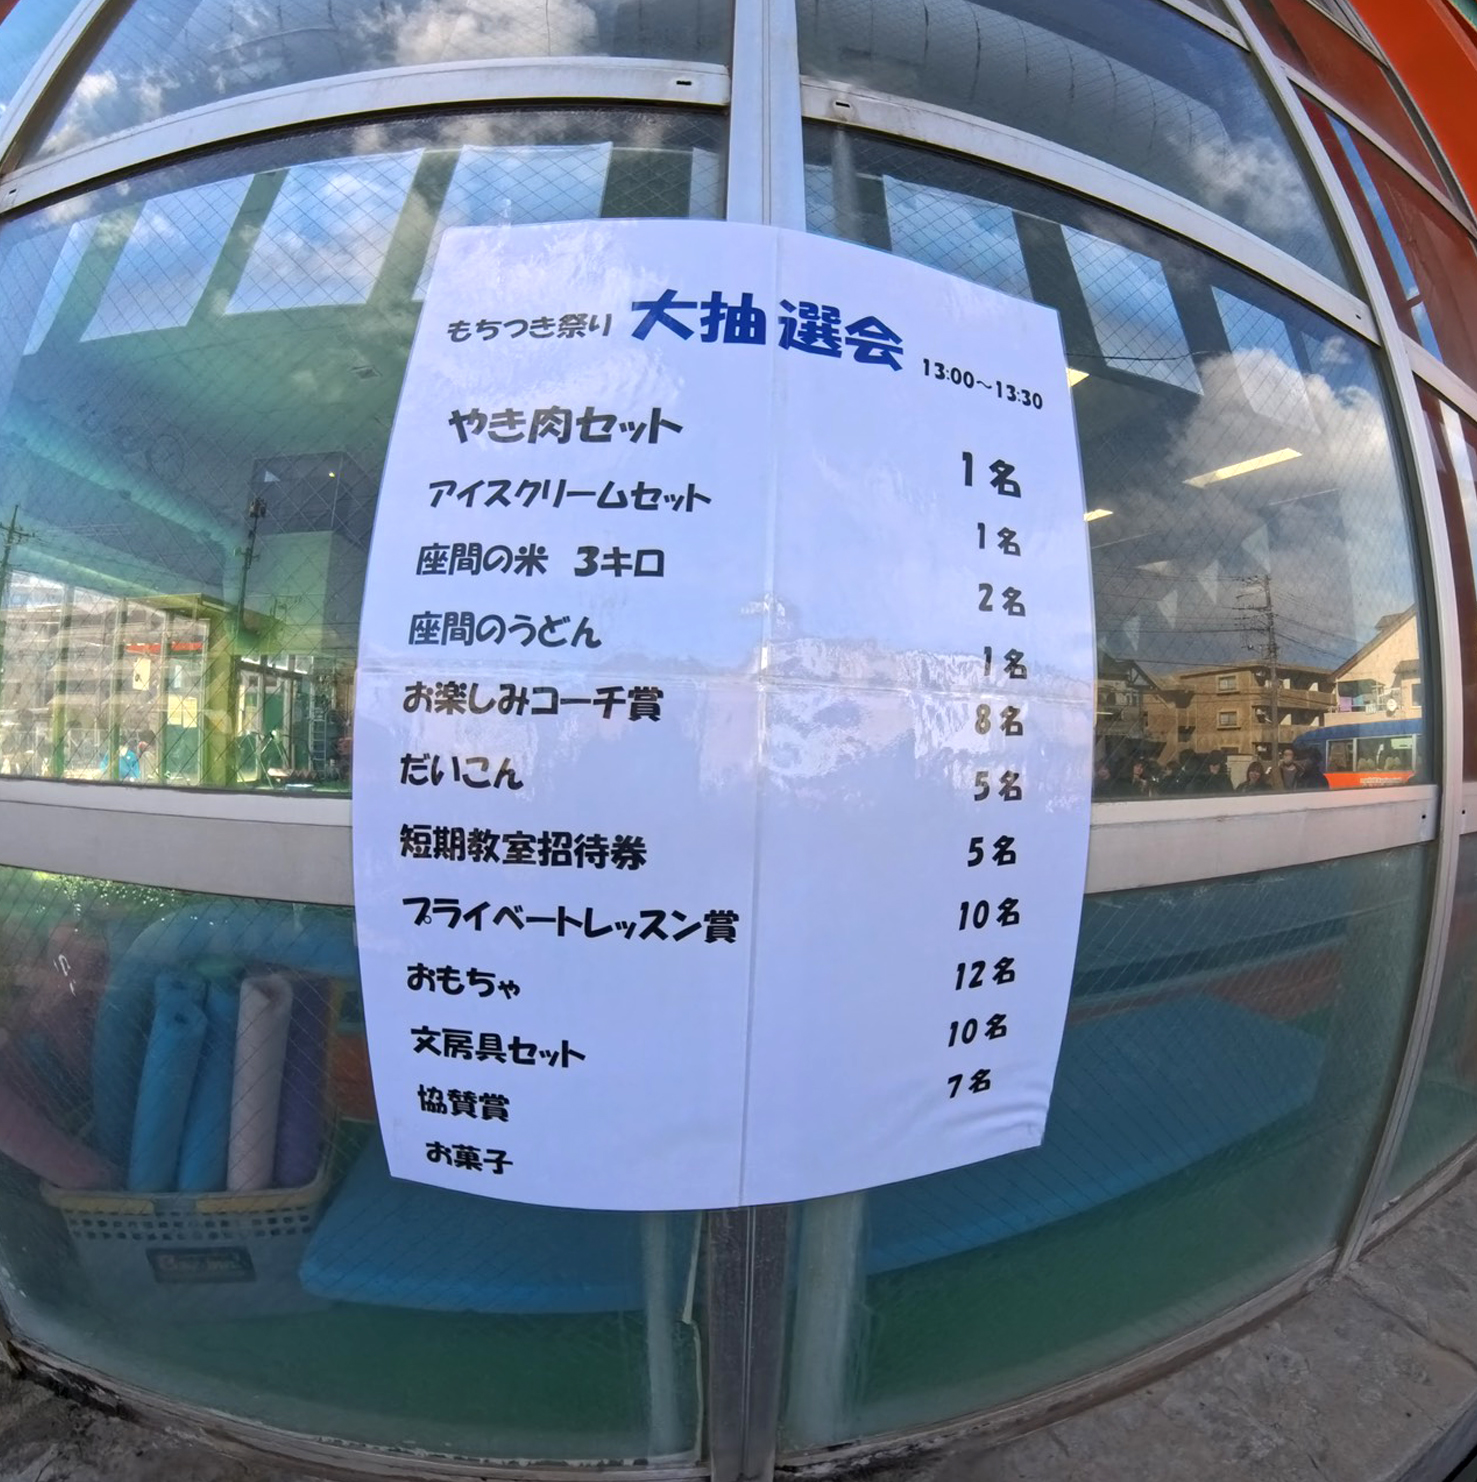 もちつき祭り 大抽選会 13:00～13:30
やき肉セット 1名
アイスクリームセット 1名
座間の米 3キロ 2名
座間のうどん 1名
お楽しみコーチ賞 8名
だいこん 5名
短期教室招待券 5名
プライベートレッスン賞 10名
おもちゃ 12名
文房具セット 10名
協賛賞 7名
お菓子